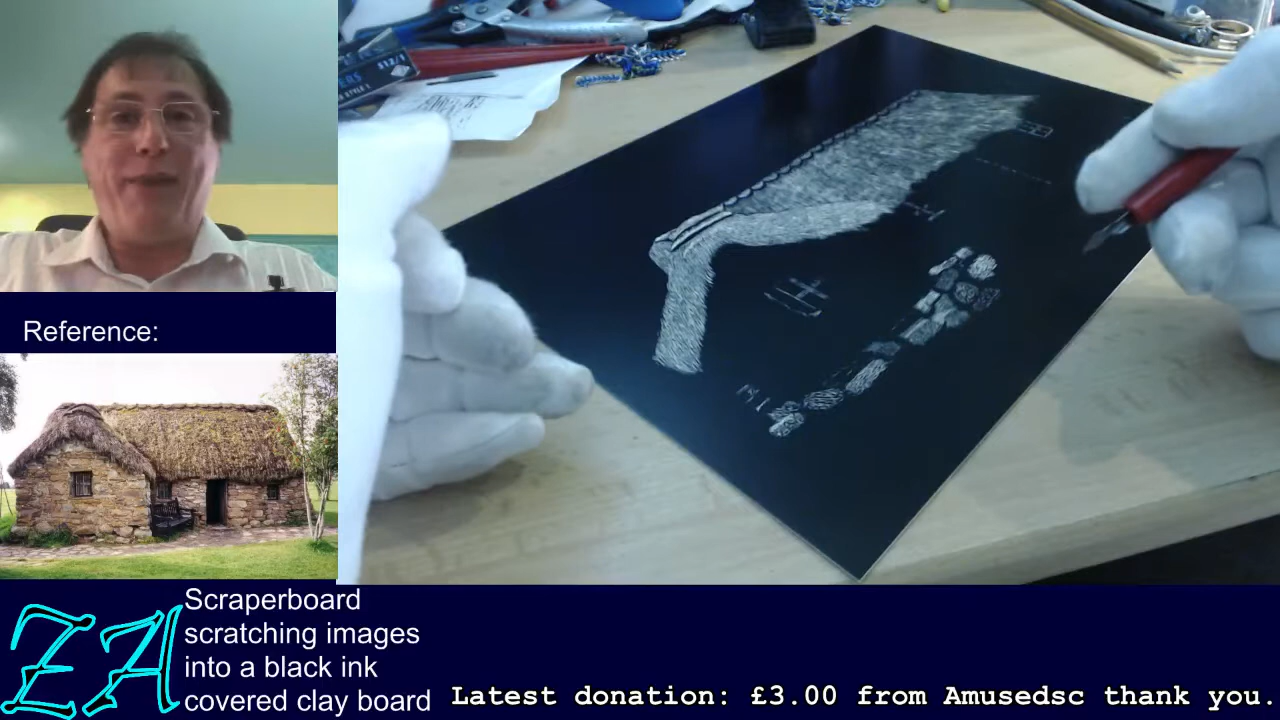 Reference:
ZA
Scraperboard
scratching images
into a black ink
covered clay board
Latest donation: £3.00 from Amusedsc thank you.